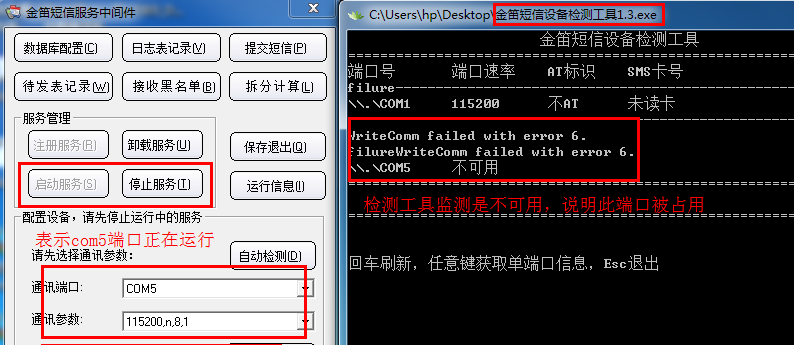 金笛短信服务中间件
数据库配置(C) 日志表记录(V) 提交短信(P)
待发表记录(W) 接收黑名单(B) 拆分计算(L)
服务管理
注册服务(R) 卸载服务(U) 保存退出(Q)
启动服务(S) 停止服务(T) 运行信息(I)
配置设备，请先停止运行中的服务
表示com5端口正在运行
请先选择通讯参数： 自动检测(D)
通讯端口: COM5
通讯参数: 115200,n,8,1
C:\Users\hp\Desktop\金笛短信设备检测工具1.3.exe
金笛短信设备检测工具
端口号 端口速率 AT标识 SMS卡号
filure
\\.\COM1 115200 不AT 未读卡
WriteComm failed with error 6.
filureWriteComm failed with error 6.
\\.\COM5 不可用
检测工具监测是不可用，说明此端口被占用
回车刷新，任意键获取单端口信息，Esc退出